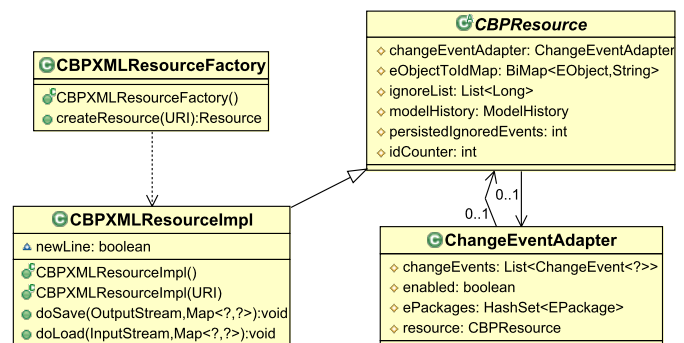 CBPResource
changeEventAdapter: ChangeEventAdapter
eObjectToIdMap: BiMap<EObject,String>
ignoreList: List<Long>
modelHistory: ModelHistory
persistedIgnoredEvents: int
idCounter: int
CBPXMLResourceFactory
CBPXMLResourceFactory()
createResource(URI):Resource
0..1
0..1
CBPXMLResourceImpl
newLine: boolean
CBPXMLResourceImpl()
CBPXMLResourceImpl(URI)
doSave(OutputStream,Map<?,?>):void
doLoad(InputStream,Map<?,?>):void
ChangeEventAdapter
changeEvents: List<ChangeEvent<?>>
enabled: boolean
ePackages: HashSet<EPackage>
resource: CBPResource